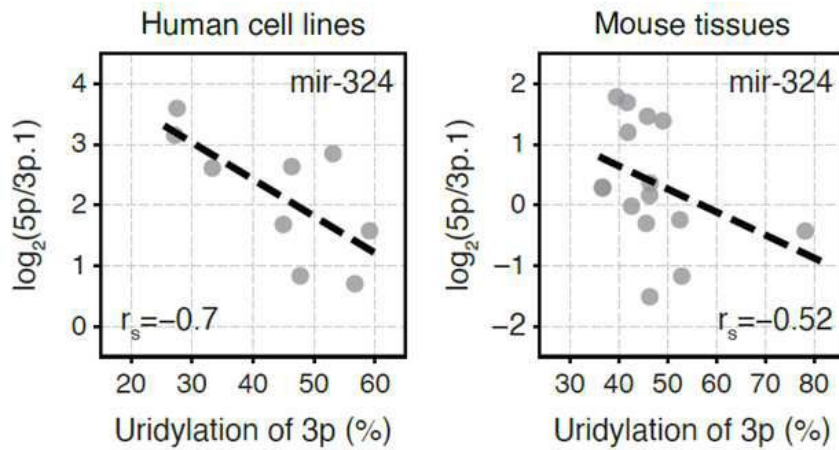 Human cell lines
mir-324
log2(5p/3p.1)
4
3
2
1
0
rs=−0.7
20 30 40 50 60
Uridylation of 3p (%)
Mouse tissues
mir-324
log2(5p/3p.1)
2
1
0
−1
−2
rs=−0.52
30 40 50 60 70 80
Uridylation of 3p (%)